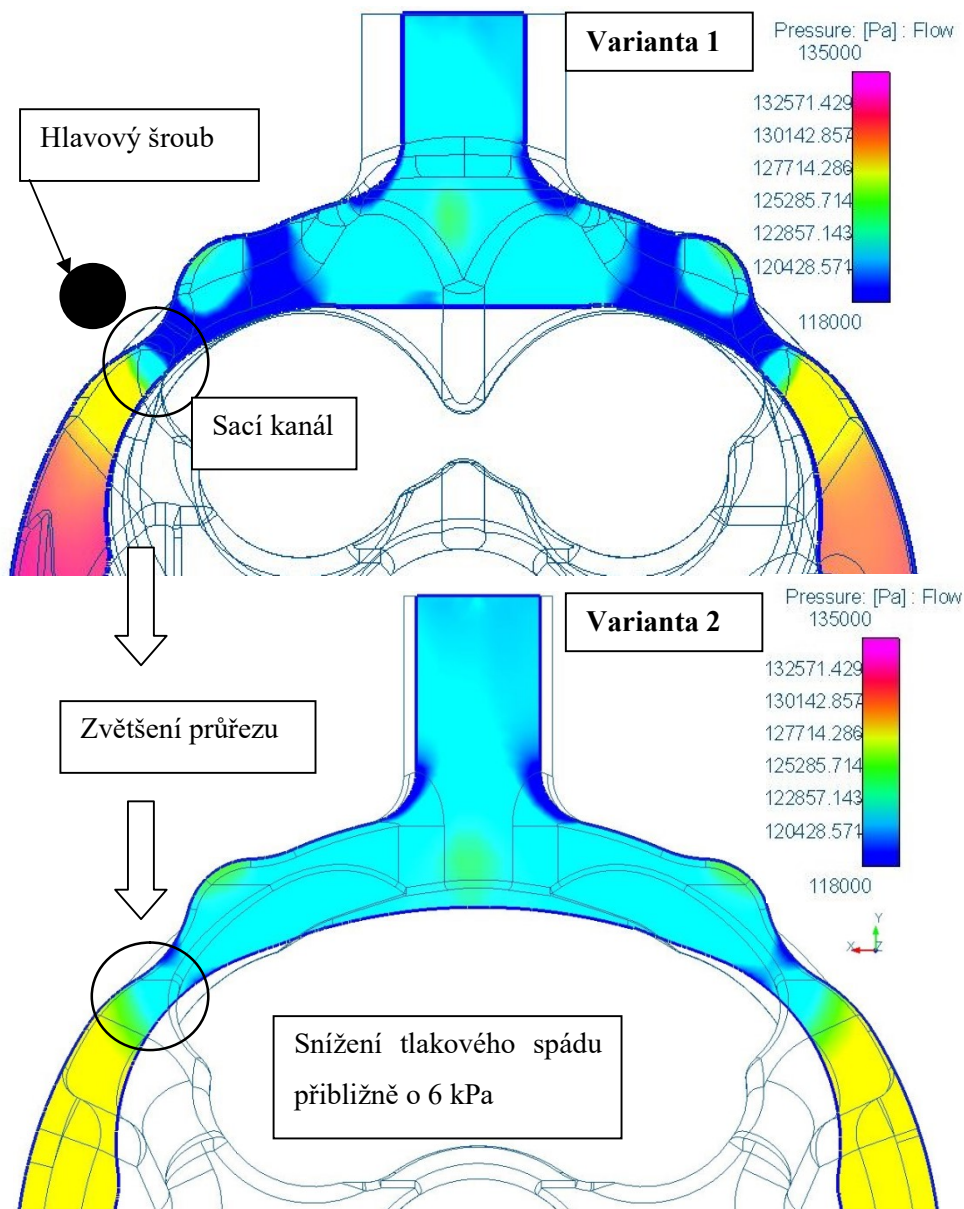 Varianta 1
Pressure: [Pa] : Flow
135000
132571.429
130142.857
127714.286
125285.714
122857.143
120428.571
118000
Hlavový šroub
Sací kanál
Varianta 2
Pressure: [Pa] : Flow
135000
132571.429
130142.857
127714.286
125285.714
122857.143
120428.571
118000
Zvětšení průřezu
Y
X
Z
Snížení tlakového spádu
přibližně o 6 kPa